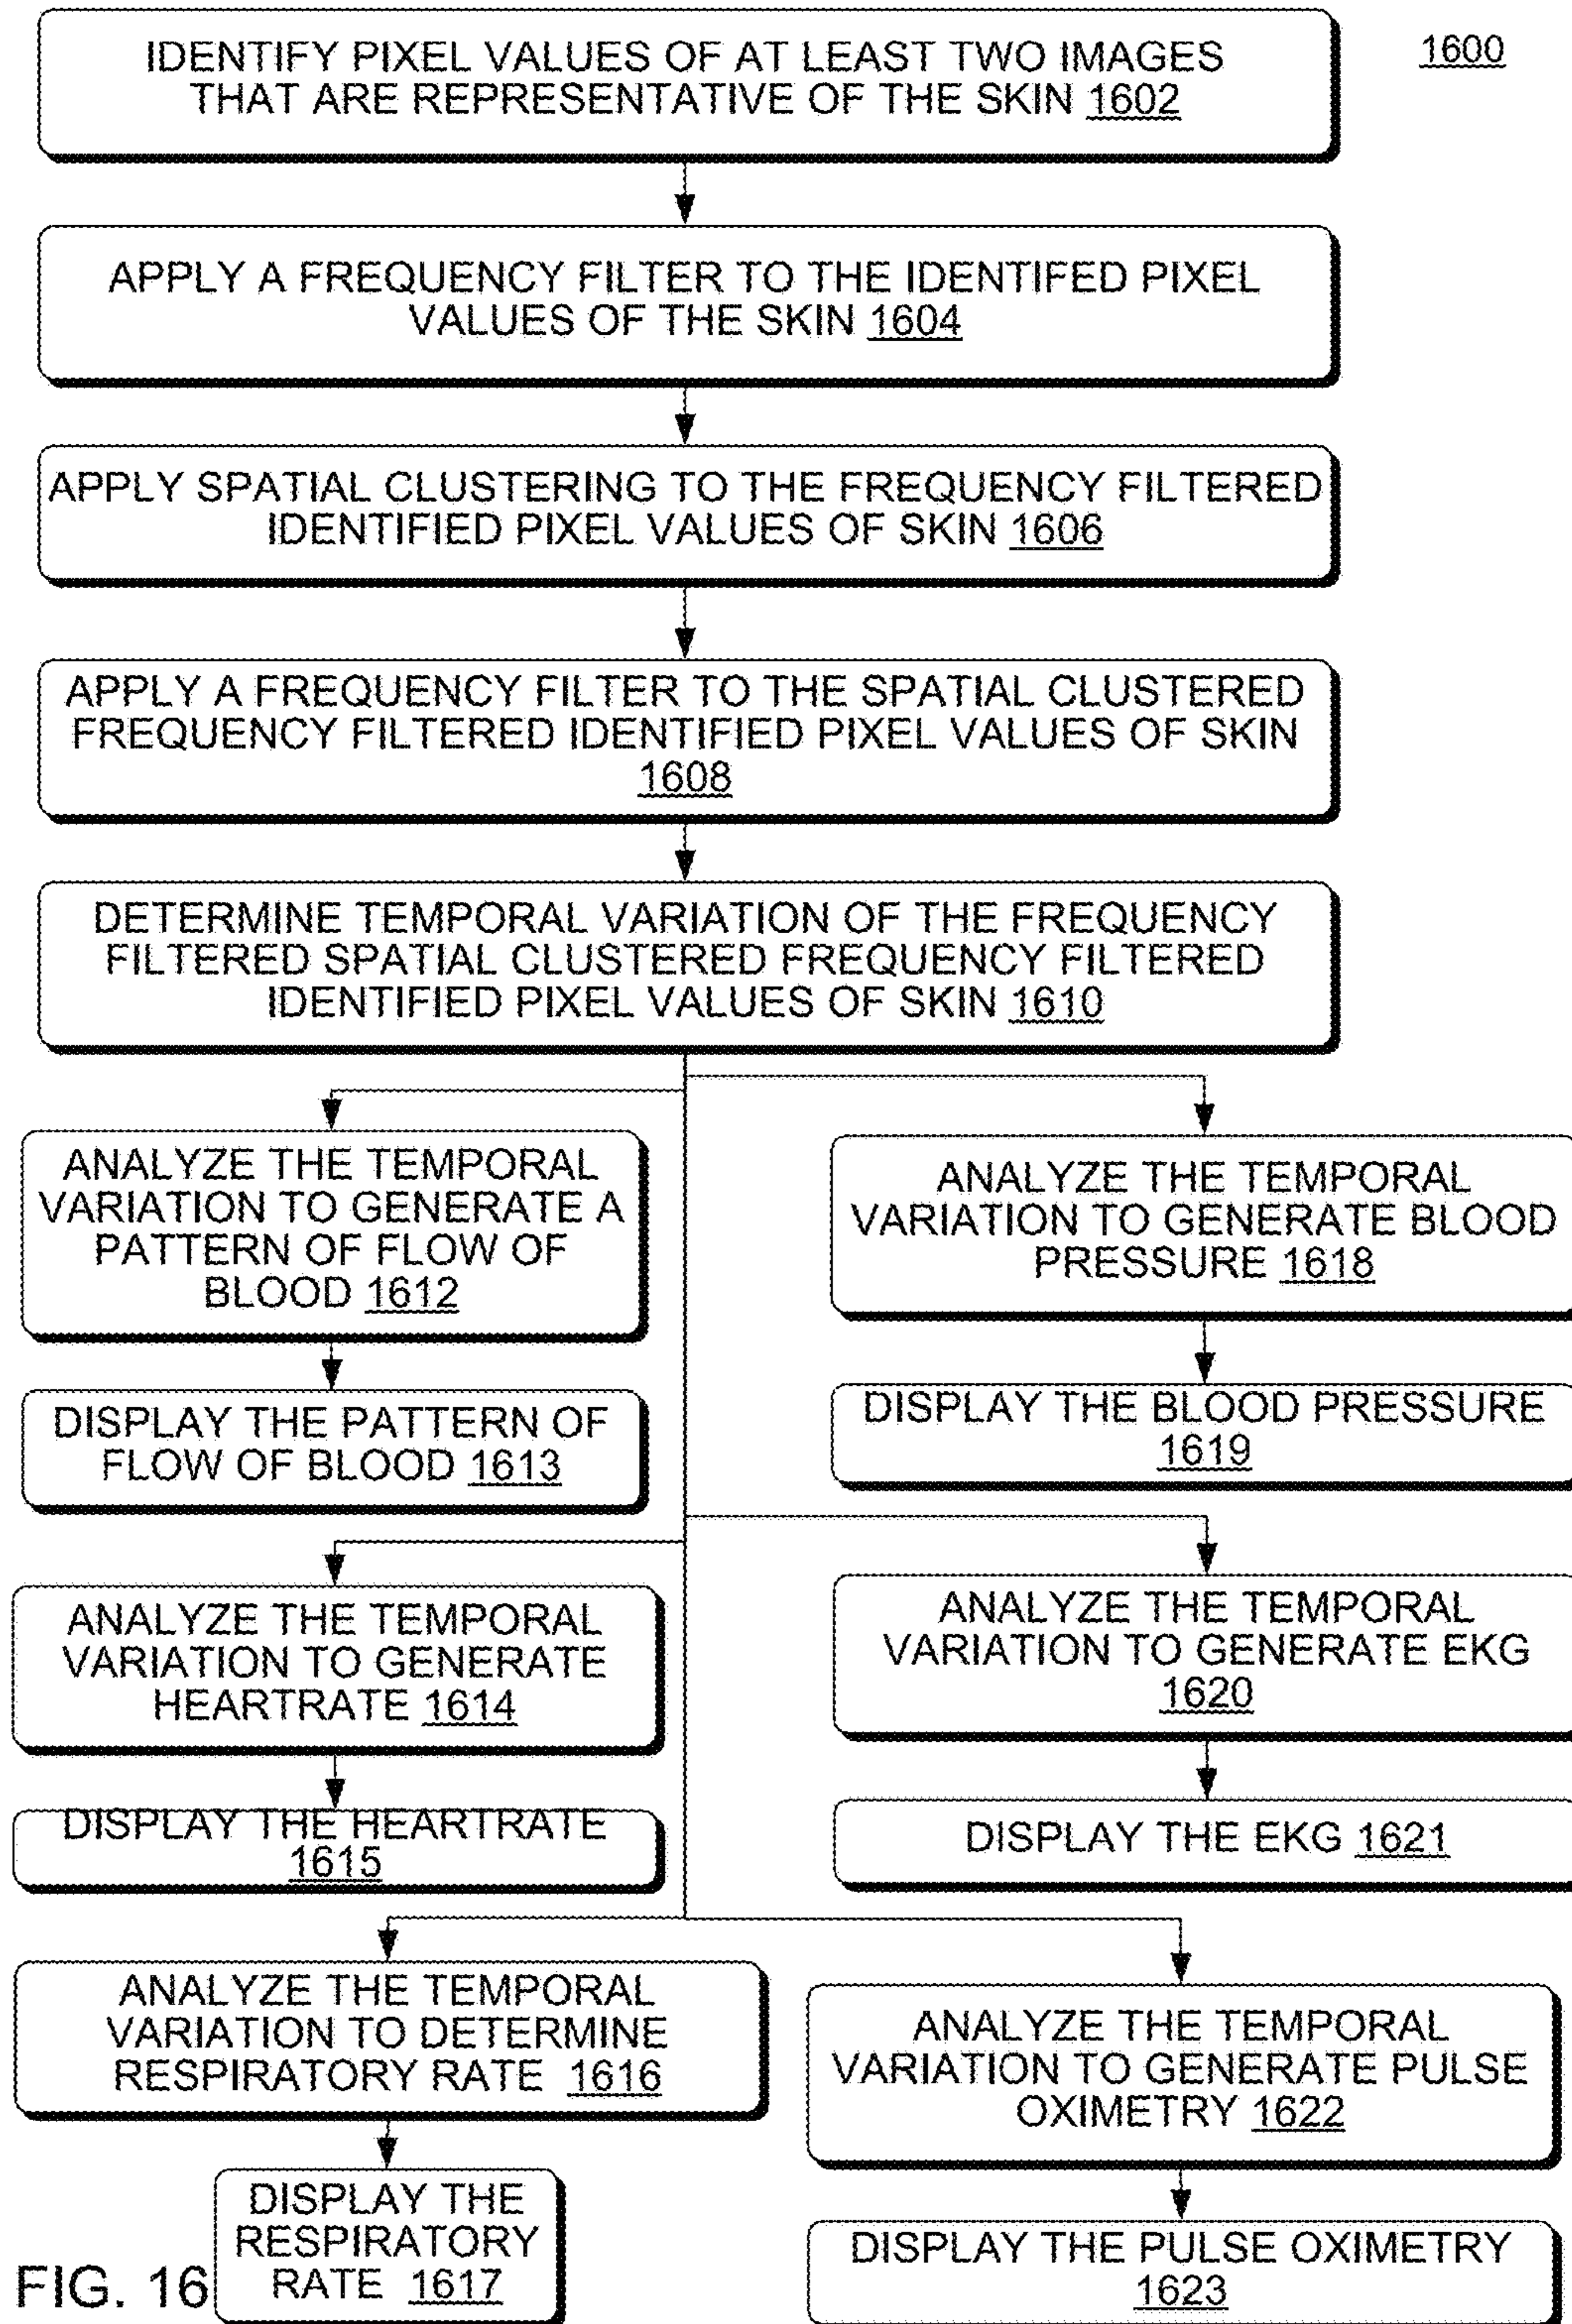 IDENTIFY PIXEL VALUES OF AT LEAST TWO IMAGES
THAT ARE REPRESENTATIVE OF THE SKIN 1602
1600
APPLY A FREQUENCY FILTER TO THE IDENTIFED PIXEL
VALUES OF THE SKIN 1604
APPLY SPATIAL CLUSTERING TO THE FREQUENCY FILTERED
IDENTIFIED PIXEL VALUES OF SKIN 1606
APPLY A FREQUENCY FILTER TO THE SPATIAL CLUSTERED
FREQUENCY FILTERED IDENTIFIED PIXEL VALUES OF SKIN
1608
DETERMINE TEMPORAL VARIATION OF THE FREQUENCY
FILTERED SPATIAL CLUSTERED FREQUENCY FILTERED
IDENTIFIED PIXEL VALUES OF SKIN 1610
ANALYZE THE TEMPORAL
VARIATION TO GENERATE A
PATTERN OF FLOW OF
BLOOD 1612
ANALYZE THE TEMPORAL
VARIATION TO GENERATE BLOOD
PRESSURE 1618
DISPLAY THE PATTERN OF
FLOW OF BLOOD 1613
DISPLAY THE BLOOD PRESSURE
1619
ANALYZE THE TEMPORAL
VARIATION TO GENERATE
HEARTRATE 1614
ANALYZE THE TEMPORAL
VARIATION TO GENERATE EKG
1620
DISPLAY THE HEARTRATE
1615
DISPLAY THE EKG 1621
ANALYZE THE TEMPORAL
VARIATION TO DETERMINE
RESPIRATORY RATE 1616
ANALYZE THE TEMPORAL
VARIATION TO GENERATE PULSE
OXIMETRY 1622
DISPLAY THE
RESPIRATORY
RATE 1617
DISPLAY THE PULSE OXIMETRY
1623
FIG. 16